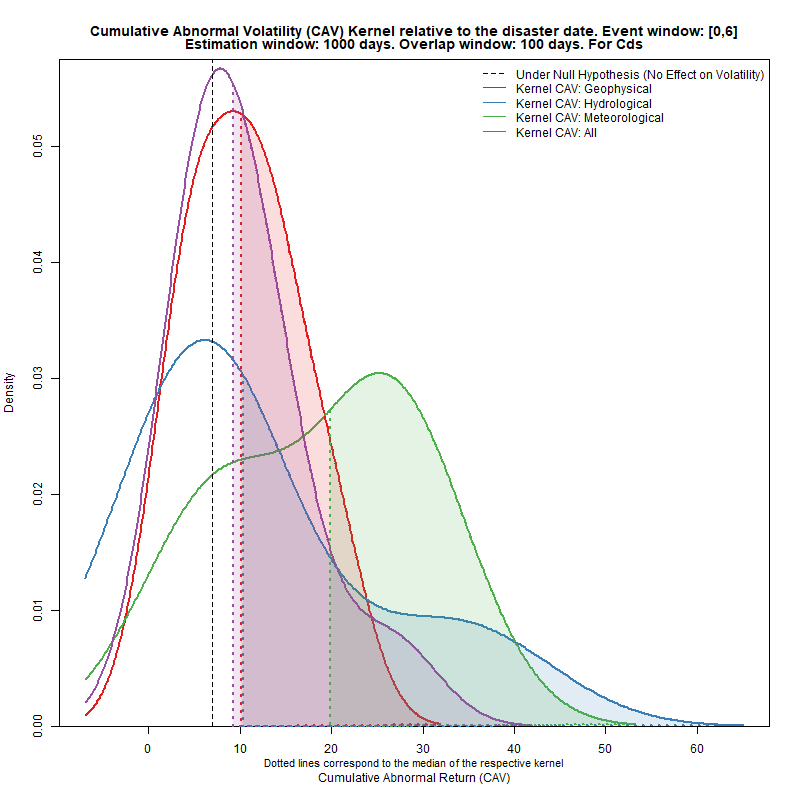 Cumulative Abnormal Volatility (CAV) Kernel relative to the disaster date. Event window: [0,6]
Estimation window: 1000 days. Overlap window: 100 days. For Cds
Under Null Hypothesis (No Effect on Volatility)
Kernel CAV: Geophysical
Kernel CAV: Hydrological
Kernel CAV: Meteorological
Kernel CAV: All
Density
0.05
0.04
0.03
0.02
0.01
0.00
0 10 20 30 40 50 60
Dotted lines correspond to the median of the respective kernel
Cumulative Abnormal Return (CAV)